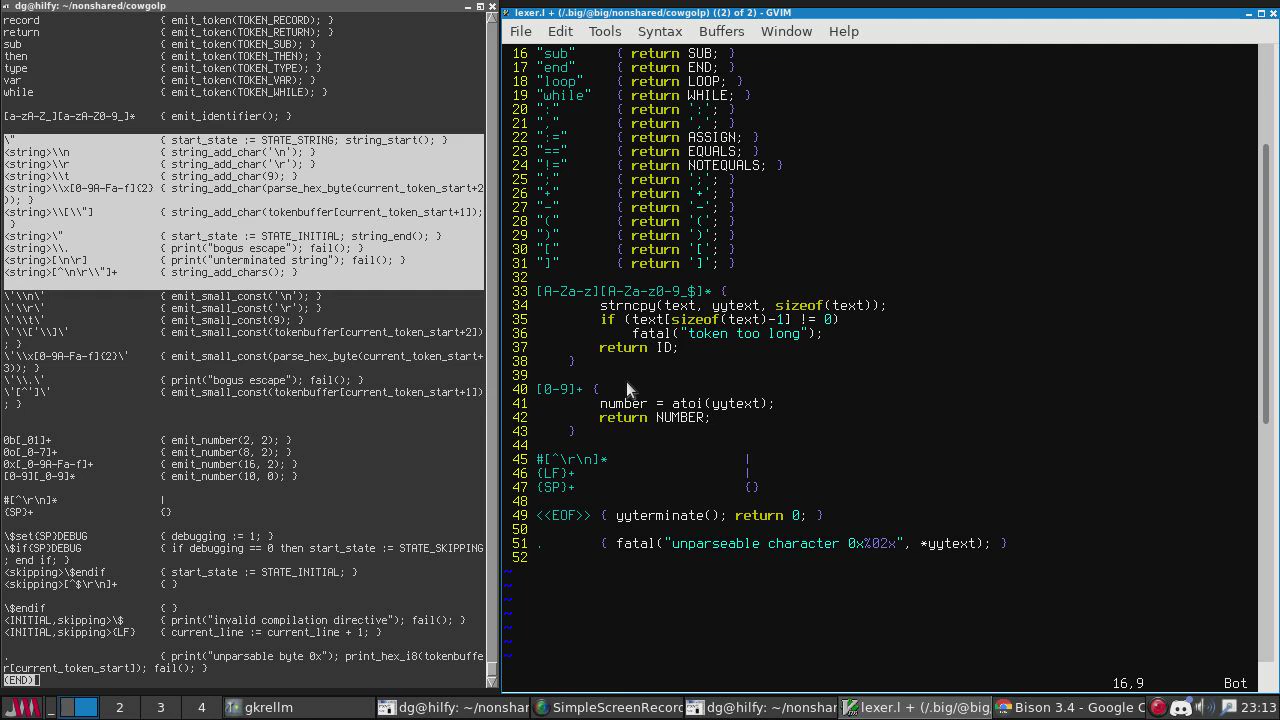 dg@hilfy: ~/nonshared/cowgolp
record { emit_token(TOKEN_RECORD); }
return { emit_token(TOKEN_RETURN); }
sub { emit_token(TOKEN_SUB); }
then { emit_token(TOKEN_THEN); }
type { emit_token(TOKEN_TYPE); }
var { emit_token(TOKEN_VAR); }
while { emit_token(TOKEN_WHILE); }
[a-zA-Z_][a-zA-Z0-9_]* { emit_identifier(); }
\" { start_state := STATE_STRING; string_start(); }
<string>\\n { string_add_char('\n'); }
<string>\\r { string_add_char('\r'); }
<string>\\t { string_add_char(9); }
<string>\\x[0-9A-Fa-f]{2} { string_add_char(parse_hex_byte(current_token_start+2
)); }
<string>\\[\\"] { string_add_char(tokenbuffer[current_token_start+1]);
}
<string>\" { start_state := STATE_INITIAL; string_end(); }
<string>\\. { print("bogus escape"); fail(); }
<string>[\n\r] { print("unterminated string"); fail(); }
<string>[^\n\r\\"]+ { string_add_chars(); }
\'\\n\' { emit_small_const('\n'); }
\'\\r\' { emit_small_const('\r'); }
\'\\t\' { emit_small_const(9); }
\'\\["\\]\' { emit_small_const(tokenbuffer[current_token_start+2])
; }
\'\\x[0-9A-Fa-f]{2}\' { emit_small_const(parse_hex_byte(current_token_start+
3)); }
\'\\.\' { print("bogus escape"); fail(); }
\'[^']\' { emit_small_const(tokenbuffer[current_token_start+1])
; }
0b[_01]+ { emit_number(2, 2); }
0o[_0-7]+ { emit_number(8, 2); }
0x[_0-9A-Fa-f]+ { emit_number(16, 2); }
[0-9][_0-9]* { emit_number(10, 0); }
#[^\r\n]* |
{SP}+ {}
\$set(SP)DEBUG { debugging := 1; }
\$if(SP)DEBUG { if debugging == 0 then start_state := STATE_SKIPPING
; end if; }
<skipping>\$endif { start_state := STATE_INITIAL; }
<skipping>[^$\r\n]+ { }
\$endif { }
<INITIAL,skipping>\$ { print("invalid compilation directive"); fail(); }
<INITIAL,skipping>{LF} { current_line := current_line + 1; }
. { print("unparsable byte 0x"); print_hex_i8(tokenbuffe
r[current_token_start]); fail(); }
(END)
lexer.l + (/.big/@big/nonshared/cowgolp) ((2) of 2) - GVIM
File Edit Tools Syntax Buffers Window Help
16 "sub" { return SUB; }
17 "end" { return END; }
18 "loop" { return LOOP; }
19 "while" { return WHILE; }
20 ":" { return ':'; }
21 "," { return ','; }
22 ":=" { return ASSIGN; }
23 "==" { return EQUALS; }
24 "!=" { return NOTEQUALS; }
25 ";" { return ';'; }
26 "+" { return '+'; }
27 "-" { return '-'; }
28 "(" { return '('; }
29 ")" { return ')'; }
30 "[" { return '['; }
31 "]" { return ']'; }
32
33 [A-Za-z][A-Za-z0-9_$]* {
34 strncpy(text, yytext, sizeof(text));
35 if (text[sizeof(text)-1] != 0)
36 fatal("token too long");
37 return ID;
38 }
39
40 [0-9]+ {
41 number = atoi(yytext);
42 return NUMBER;
43 }
44
45 #[^\r\n]* |
46 {LF}+ |
47 {SP}+ {}
48
49 <<EOF>> { yyterminate(); return 0; }
50
51 . { fatal("unparseable character 0x%02x", *yytext); }
52
~
~
~
~
~
~
~
16,9 Bot
2 3 4 gkrellm dg@hilfy: ~/nonshar SimpleScreenRecor dg@hilfy: ~/nonshar lexer.l + (/.big/@big/ Bison 3.4 - Google C 23:13